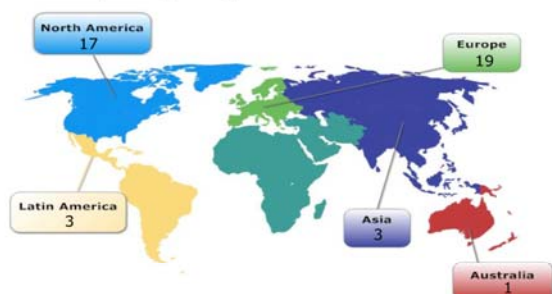 North America
17
Europe
19
Latin America
3
Asia
3
Australia
1